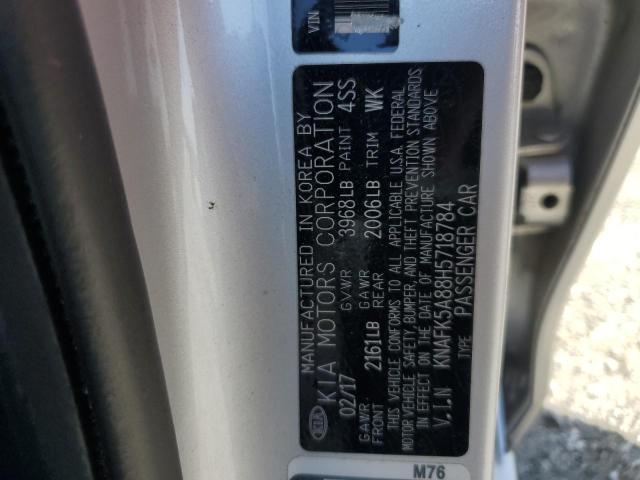 VIN
MANUFACTURED IN KOREA BY
KIA KIA MOTORS CORPORATION
02/17 GVWR 3968LB PAINT 4SS
GAWR FRONT 2161LB GAWR REAR 2006LB TRIM WK
THIS VEHICLE CONFORMS TO ALL APPLICABLE U.S.A. FEDERAL
MOTOR VEHICLE SAFETY, BUMPER, AND THEFT PREVENTION STANDARDS
IN EFFECT ON THE DATE OF MANUFACTURE SHOWN ABOVE
V.I.N KNAFK5A88H5718784
TYPE PASSENGER CAR
M76